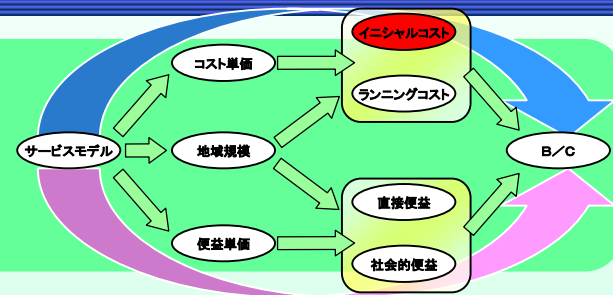 イニシャルコスト
コスト単価
ランニングコスト
サービスモデル
地域規模
B/C
直接便益
便益単価
社会的便益